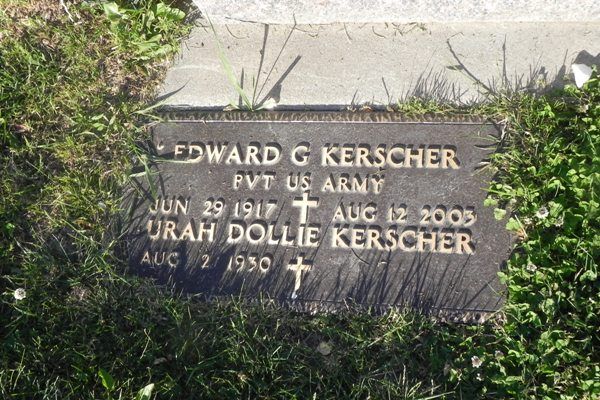 EDWARD G KERSCHER
PVT US ARMY
JUN 29 1917 AUG 12 2003
URAH DOLLIE KERSCHER
AUG 2 1930